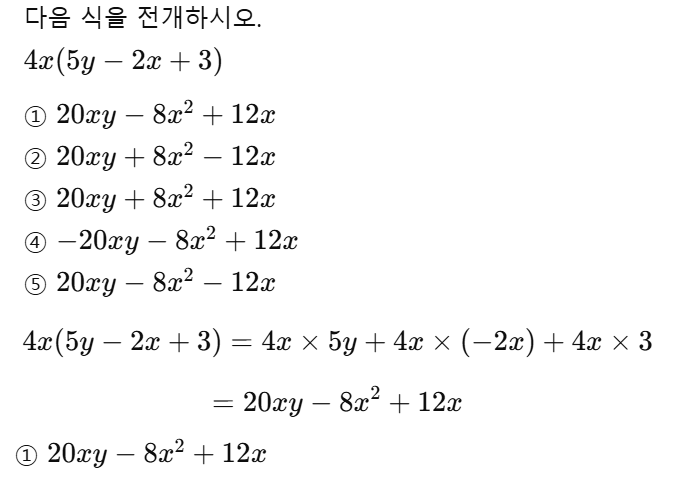 다음 식을 전개하시오.
4x(5y − 2x + 3)
① 20xy − 8x² + 12x
② 20xy + 8x² − 12x
③ 20xy + 8x² + 12x
④ −20xy − 8x² + 12x
⑤ 20xy − 8x² − 12x
4x(5y − 2x + 3) = 4x × 5y + 4x × (−2x) + 4x × 3
= 20xy − 8x² + 12x
① 20xy − 8x² + 12x